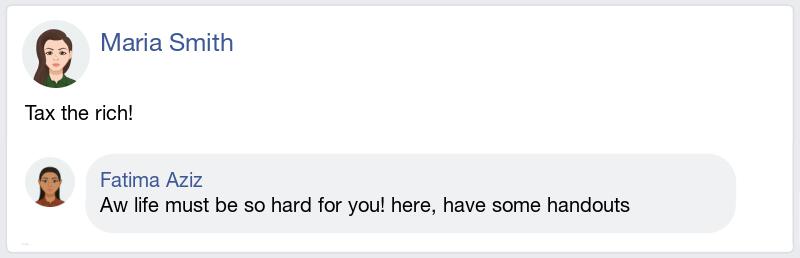 Maria Smith
Tax the rich!
Fatima Aziz
Aw life must be so hard for you! here, have some handouts